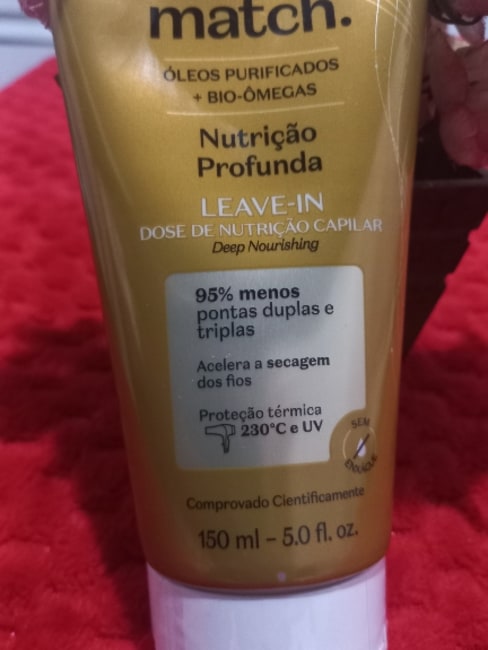 match.
ÓLEOS PURIFICADOS
+ BIO-ÔMEGAS
Nutrição
Profunda
LEAVE-IN
DOSE DE NUTRIÇÃO CAPILAR
Deep Nourishing
95% menos
pontas duplas e
triplas
Acelera a secagem
dos fios
Proteção térmica
230°C e UV
SEM
ENXÁGUE
Comprovado Cientificamente
150 ml - 5.0 fl. oz.